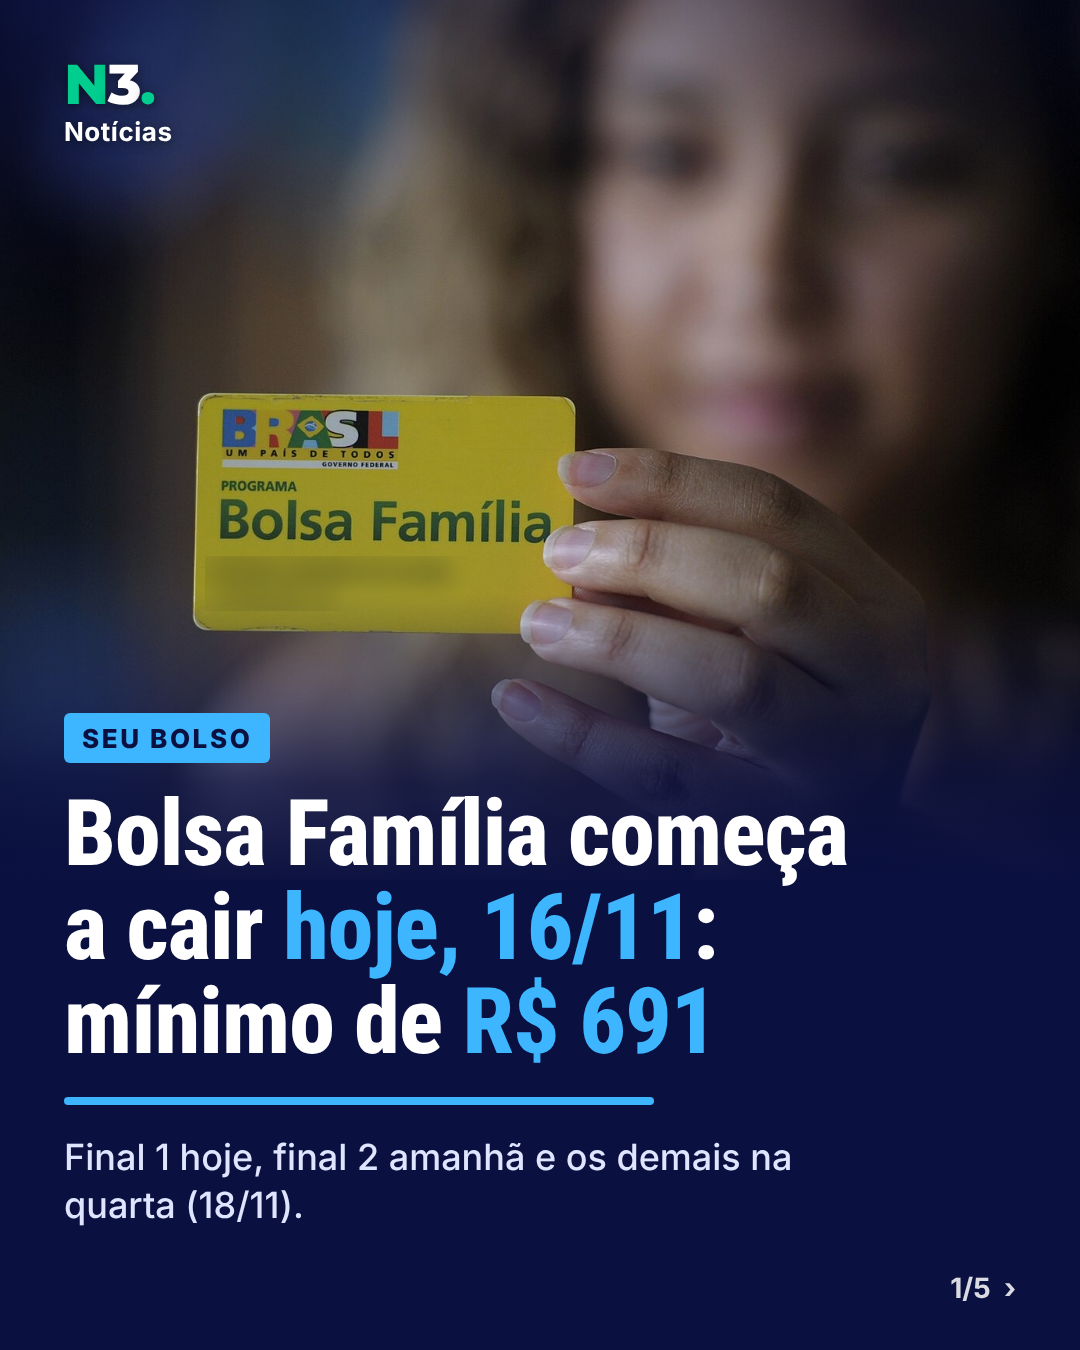 N3.
Notícias
BRASIL
UM PAÍS DE TODOS
GOVERNO FEDERAL
PROGRAMA
Bolsa Família
SEU BOLSO
Bolsa Família começa
a cair hoje, 16/11:
mínimo de R$ 691
Final 1 hoje, final 2 amanhã e os demais na
quarta (18/11).
1/5 ›